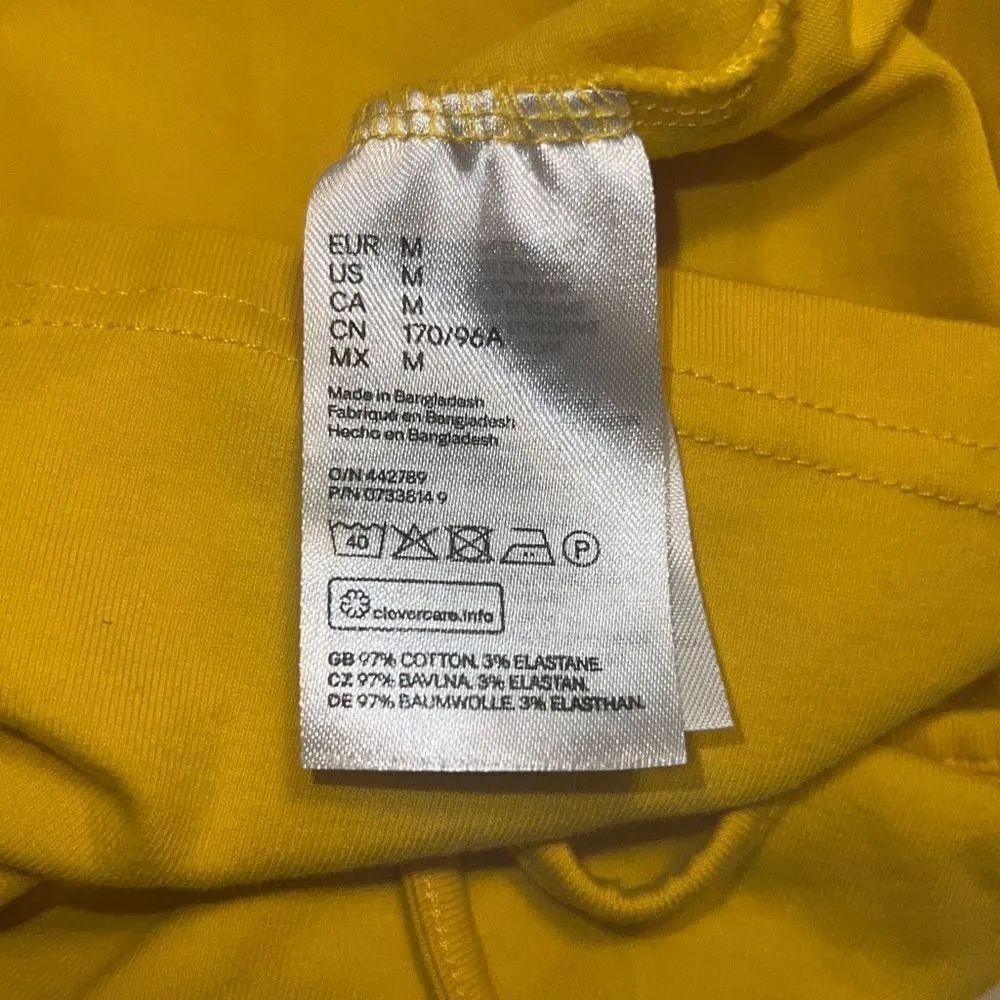 EUR M
US M
CA M
CN 170/96A
MX M
Made in Bangladesh
Fabriqué en Bangladesh
Hecho en Bangladesh
O/N 442789
P/N 0733814 9
40
P
clevercare.info
GB 97% COTTON, 3% ELASTANE.
CZ 97% BAVLNA, 3% ELASTAN.
DE 97% BAUMWOLLE, 3% ELASTHAN.